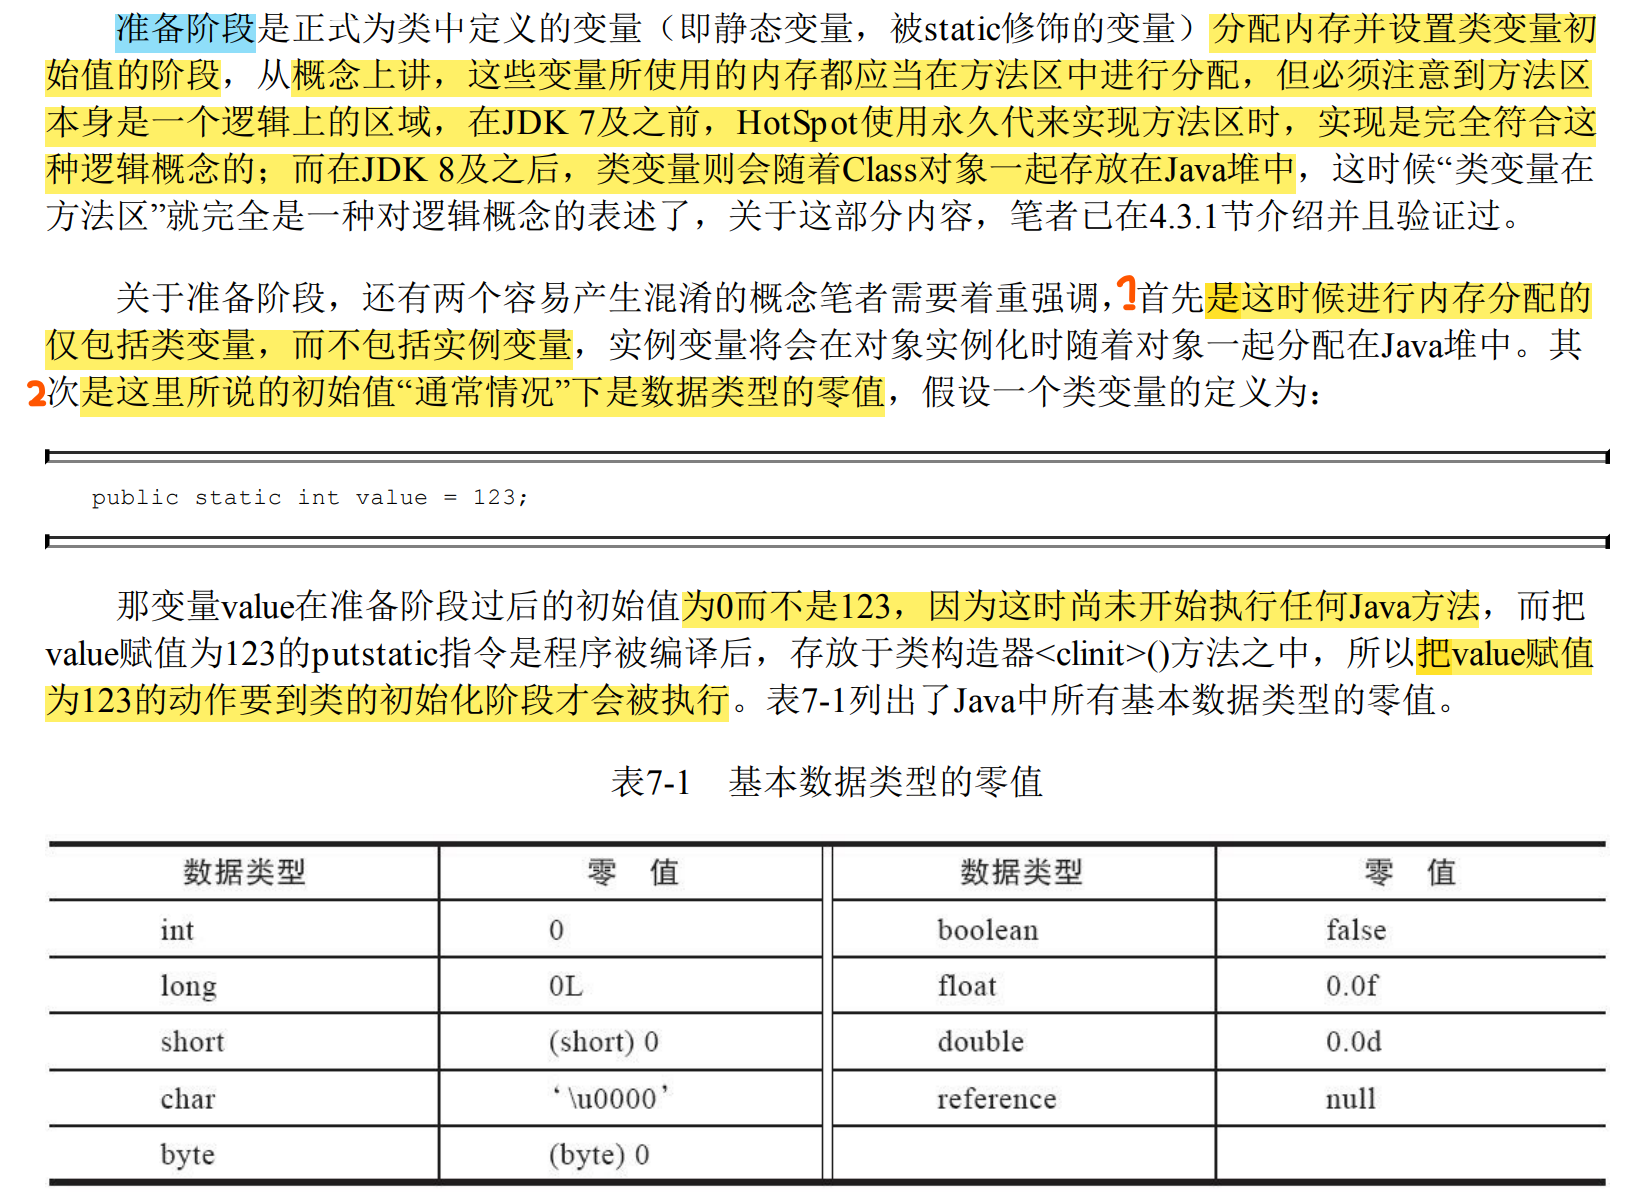 准备阶段是正式为类中定义的变量（即静态变量，被static修饰的变量）分配内存并设置类变量初
始值的阶段，从概念上讲，这些变量所使用的内存都应当在方法区中进行分配，但必须注意到方法区
本身是一个逻辑上的区域，在JDK 7及之前，HotSpot使用永久代来实现方法区时，实现是完全符合这
种逻辑概念的；而在JDK 8及之后，类变量则会随着Class对象一起存放在Java堆中，这时候“类变量在
方法区”就完全是一种对逻辑概念的表述了，关于这部分内容，笔者已在4.3.1节介绍并且验证过。
关于准备阶段，还有两个容易产生混淆的概念笔者需要着重强调，1首先是这时候进行内存分配的
仅包括类变量，而不包括实例变量，实例变量将会在对象实例化时随着对象一起分配在Java堆中。其
2次是这里所说的初始值“通常情况”下是数据类型的零值，假设一个类变量的定义为：
public static int value = 123;
那变量value在准备阶段过后的初始值为0而不是123，因为这时尚未开始执行任何Java方法，而把
value赋值为123的putstatic指令是程序被编译后，存放于类构造器<clinit>()方法之中，所以把value赋值
为123的动作要到类的初始化阶段才会被执行。表7-1列出了Java中所有基本数据类型的零值。
表7-1 基本数据类型的零值
数据类型 零 值 数据类型 零 值
int 0 boolean false
long 0L float 0.0f
short (short) 0 double 0.0d
char ‘\u0000’ reference null
byte (byte) 0